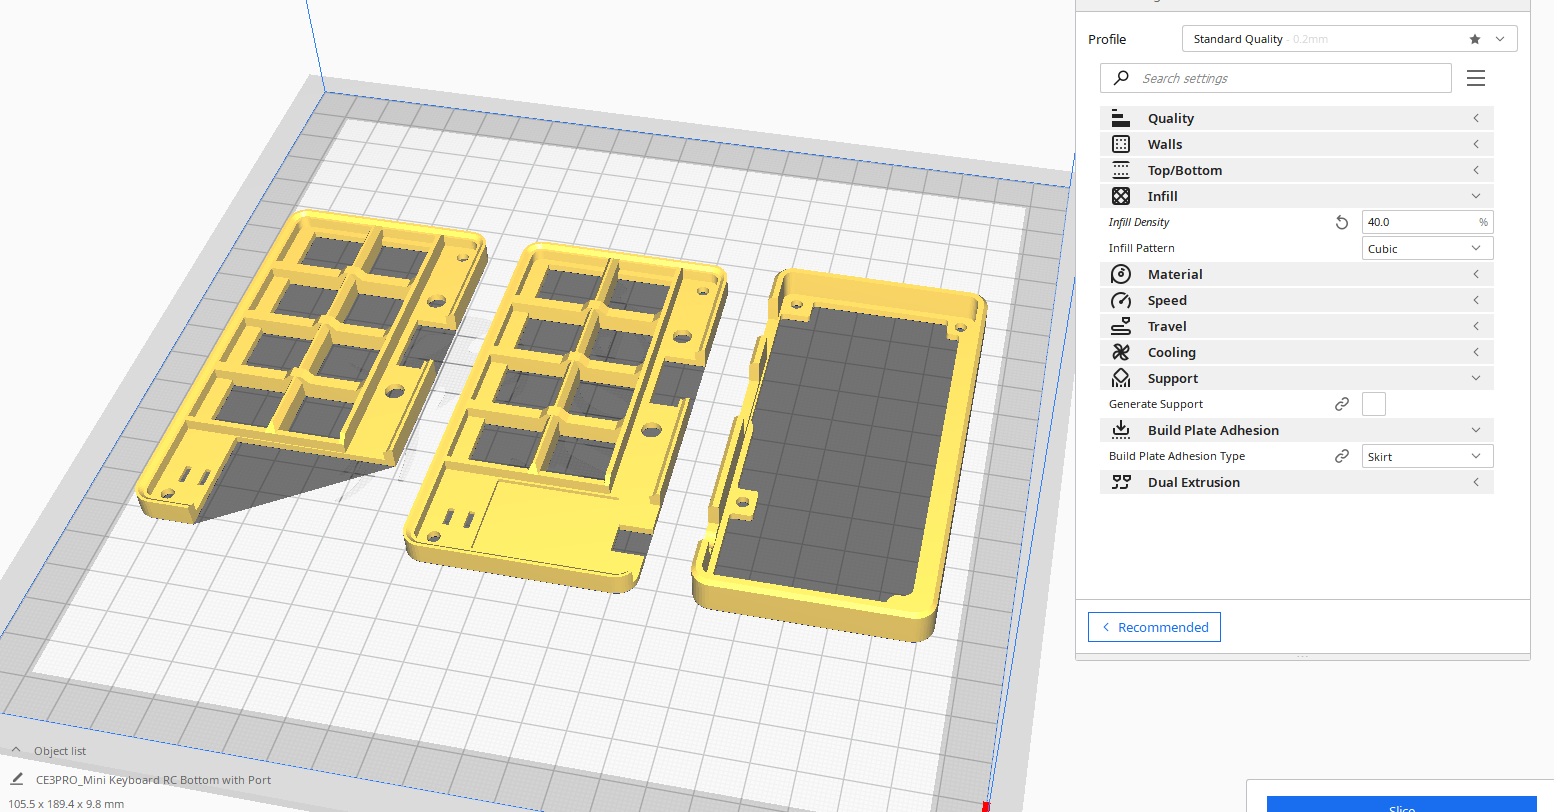 Profile
Standard Quality - 0.2mm
Search settings
Quality
Walls
Top/Bottom
Infill
Infill Density
40.0
%
Infill Pattern
Cubic
Material
Speed
Travel
Cooling
Support
Generate Support
Build Plate Adhesion
Build Plate Adhesion Type
Skirt
Dual Extrusion
Recommended
Object list
CE3PRO_Mini Keyboard RC Bottom with Port
105.5 x 189.4 x 9.8 mm
Slice